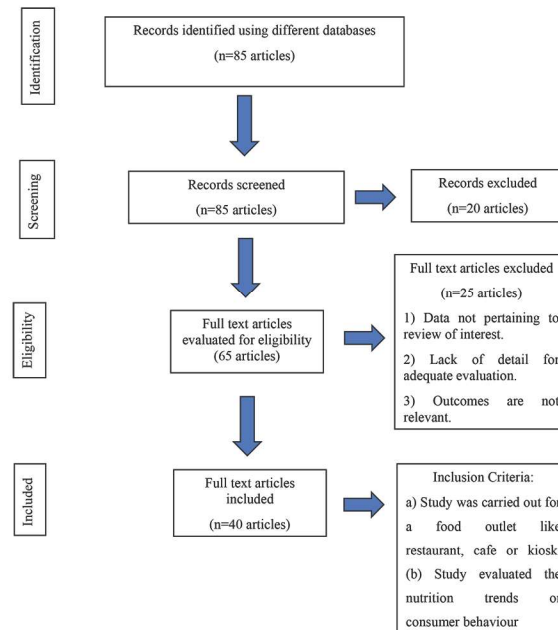 Identification
Records identified using different databases
(n=85 articles)
Screening
Records screened
(n=85 articles)
Records excluded
(n=20 articles)
Eligibility
Full text articles
evaluated for eligibility
(65 articles)
Full text articles excluded
(n=25 articles)
1) Data not pertaining to
review of interest.
2) Lack of detail for
adequate evaluation.
3) Outcomes are not
relevant.
Included
Full text articles
included
(n=40 articles)
Inclusion Criteria:
a) Study was carried out for
a food outlet like
restaurant, cafe or kiosk
(b) Study evaluated the
nutrition trends or
consumer behaviour